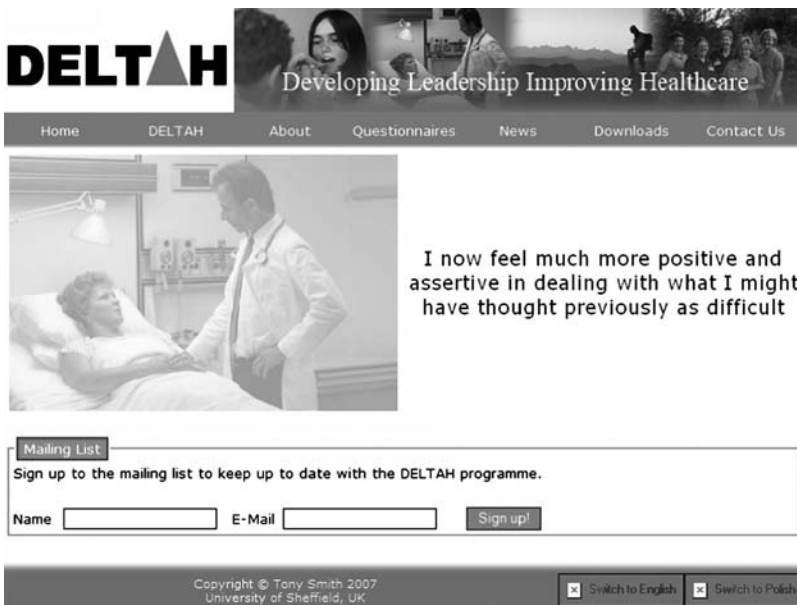 DELTAH
Developing Leadership Improving Healthcare
Home DELTAH About Questionnaires News Downloads Contact Us
I now feel much more positive and
assertive in dealing with what I might
have thought previously as difficult
Mailing List
Sign up to the mailing list to keep up to date with the DELTAH programme.
Name E-Mail Sign up!
Copyright © Tony Smith 2007
University of Sheffield, UK
Switch to English Switch to Polish